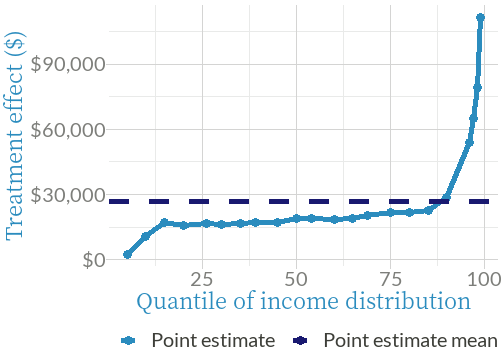 Treatment effect ($)
$90,000
$60,000
$30,000
$0
25 50 75 100
Quantile of income distribution
Point estimate Point estimate mean